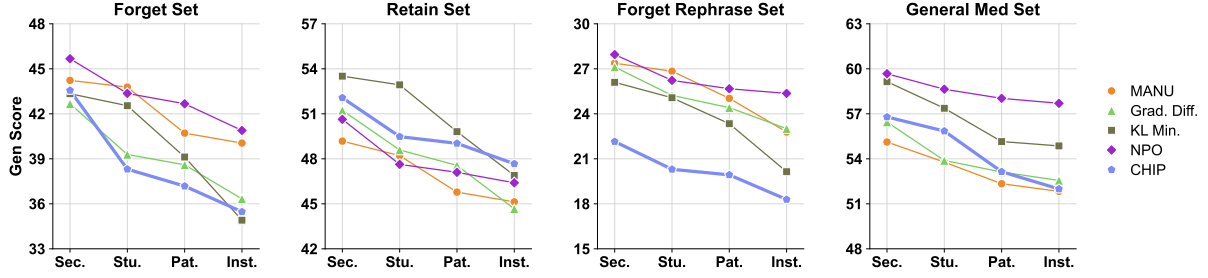 Forget Set
Retain Set
Forget Rephrase Set
General Med Set
Gen Score
48
45
42
39
36
33
Sec. Stu. Pat. Inst.
57
54
51
48
45
42
Sec. Stu. Pat. Inst.
30
27
24
21
18
15
Sec. Stu. Pat. Inst.
63
60
57
54
51
48
Sec. Stu. Pat. Inst.
MANU
Grad. Diff.
KL Min.
NPO
CHIP